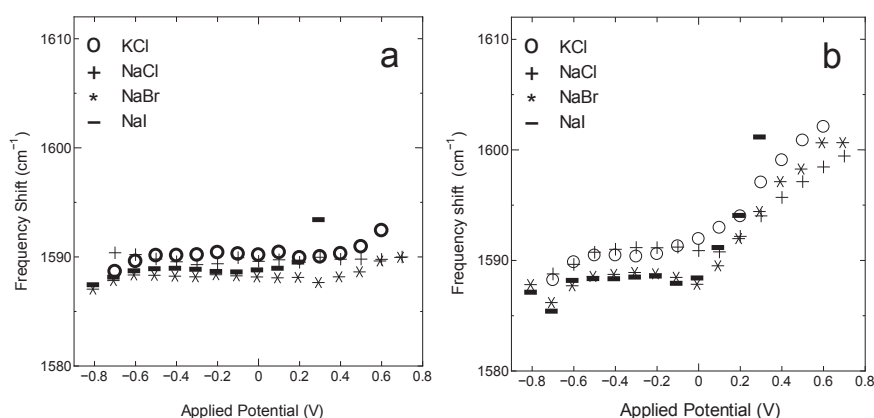 a
KCl
NaCl
NaBr
NaI
1610
1600
1590
1580
Frequency Shift (cm⁻¹)
−0.8 −0.6 −0.4 −0.2 0 0.2 0.4 0.6 0.8
Applied Potential (V)
b
KCl
NaCl
NaBr
NaI
1610
1600
1590
1580
Frequency shift (cm⁻¹)
−0.8 −0.6 −0.4 −0.2 0 0.2 0.4 0.6 0.8
Applied Potential (V)